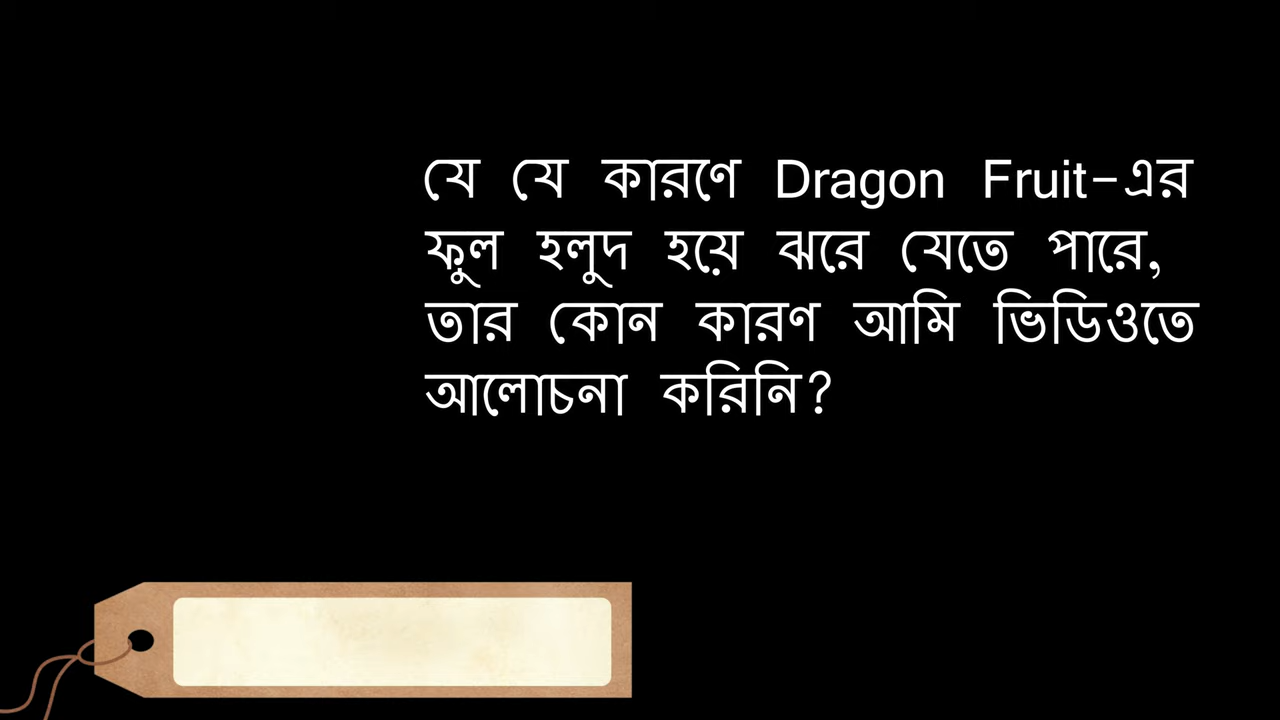 যে যে কারণে Dragon Fruit-এর
ফুল হলুদ হয়ে ঝরে যেতে পারে,
তার কোন কারণ আমি ভিডিওতে
আলোচনা করিনি?